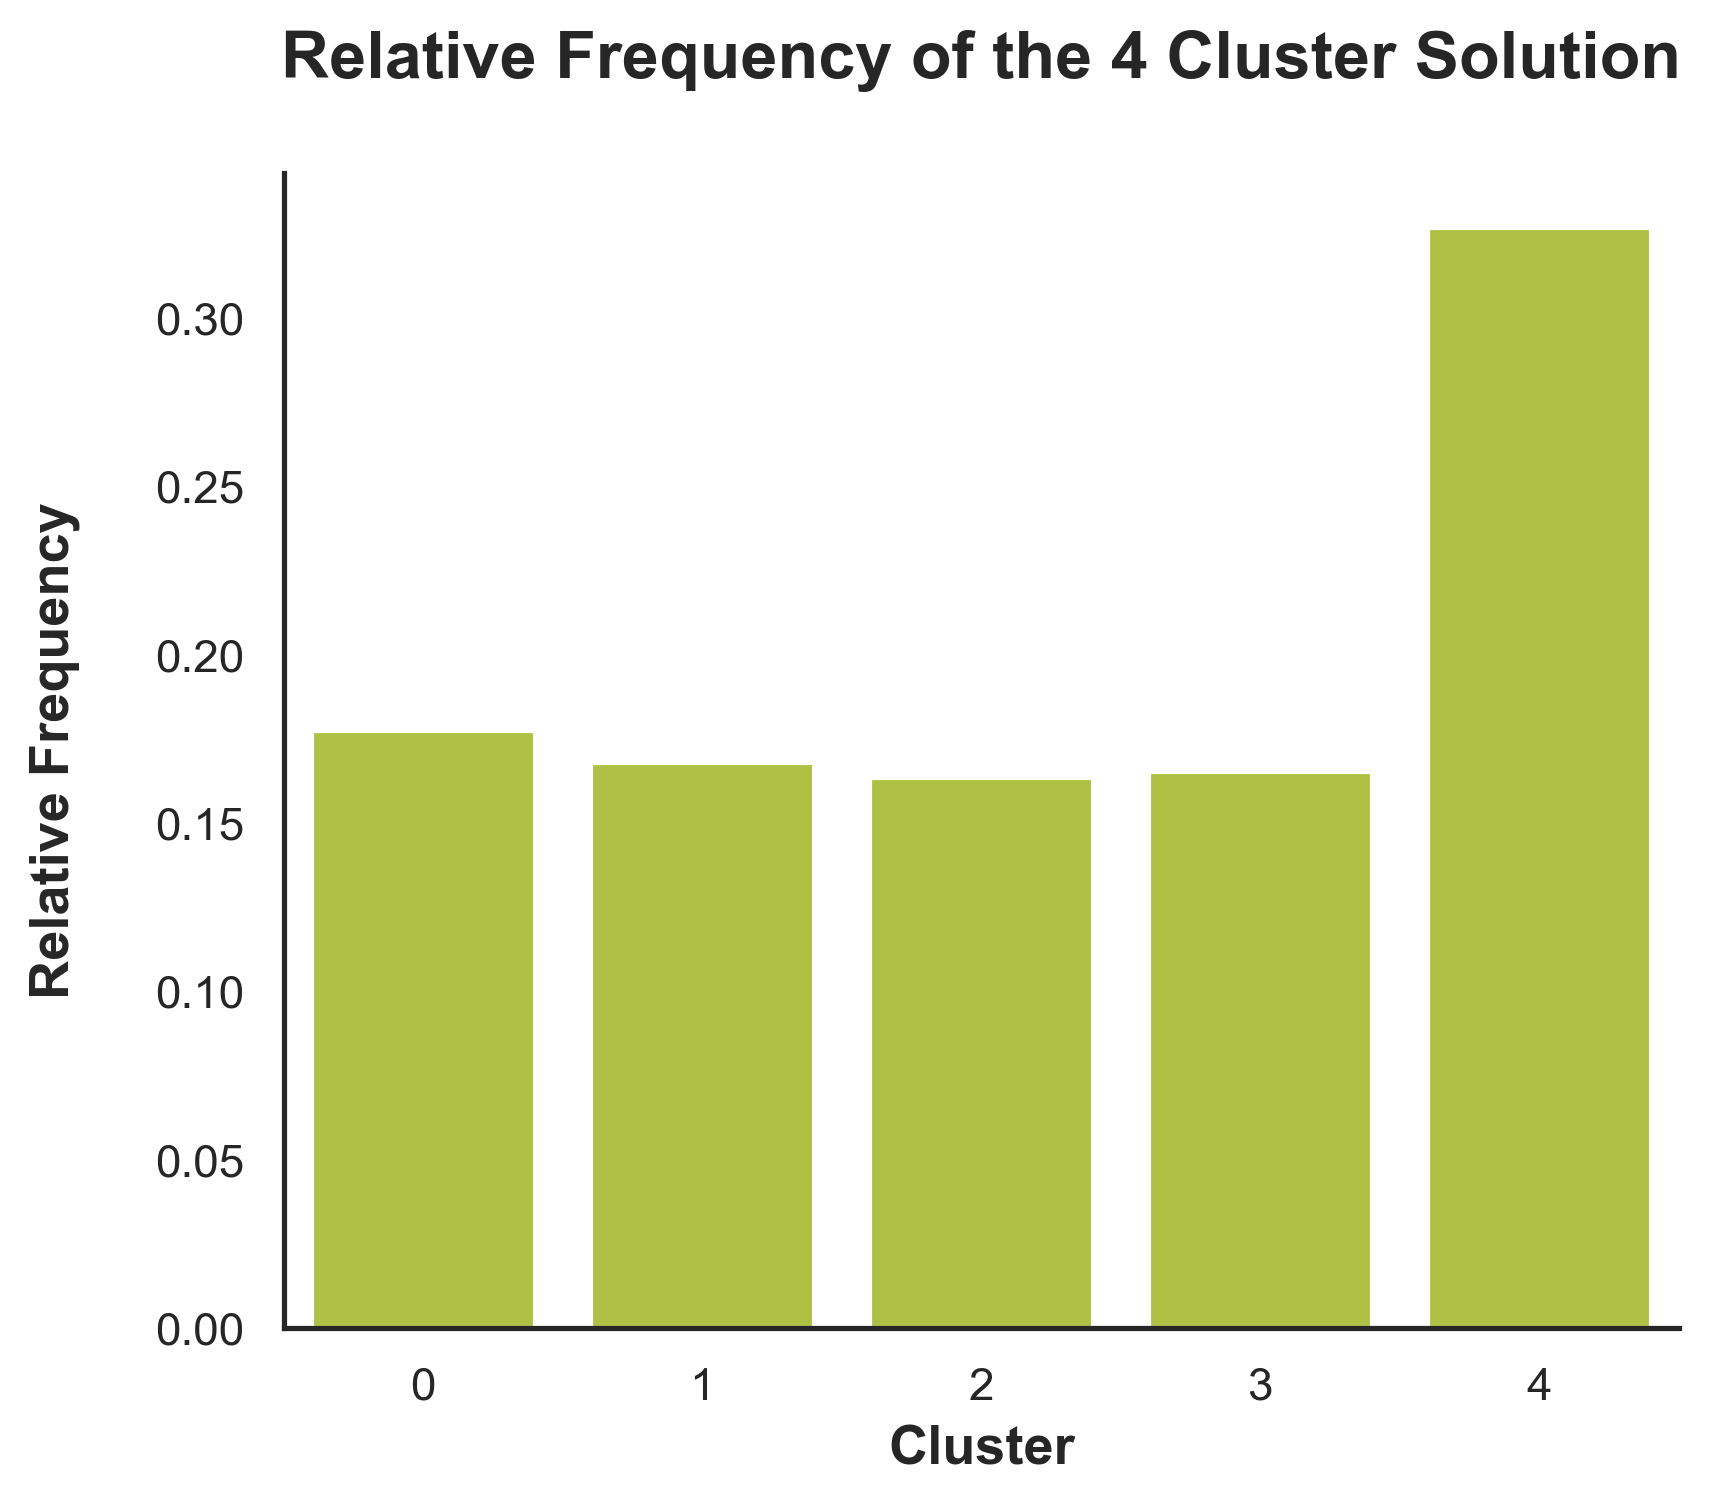 Relative Frequency of the 4 Cluster Solution
Relative Frequency
0.30
0.25
0.20
0.15
0.10
0.05
0.00
0 1 2 3 4
Cluster